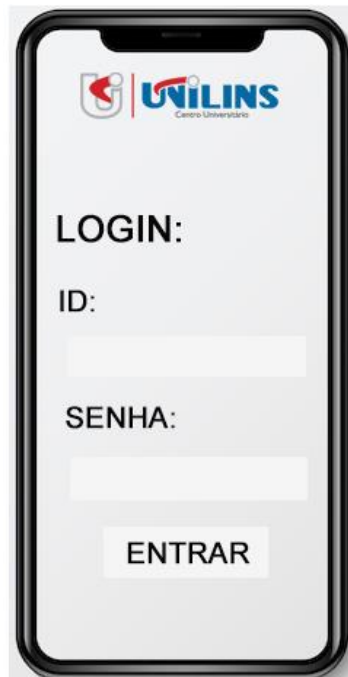 UNILINS
Centro Universitário
LOGIN:
ID:
SENHA:
ENTRAR